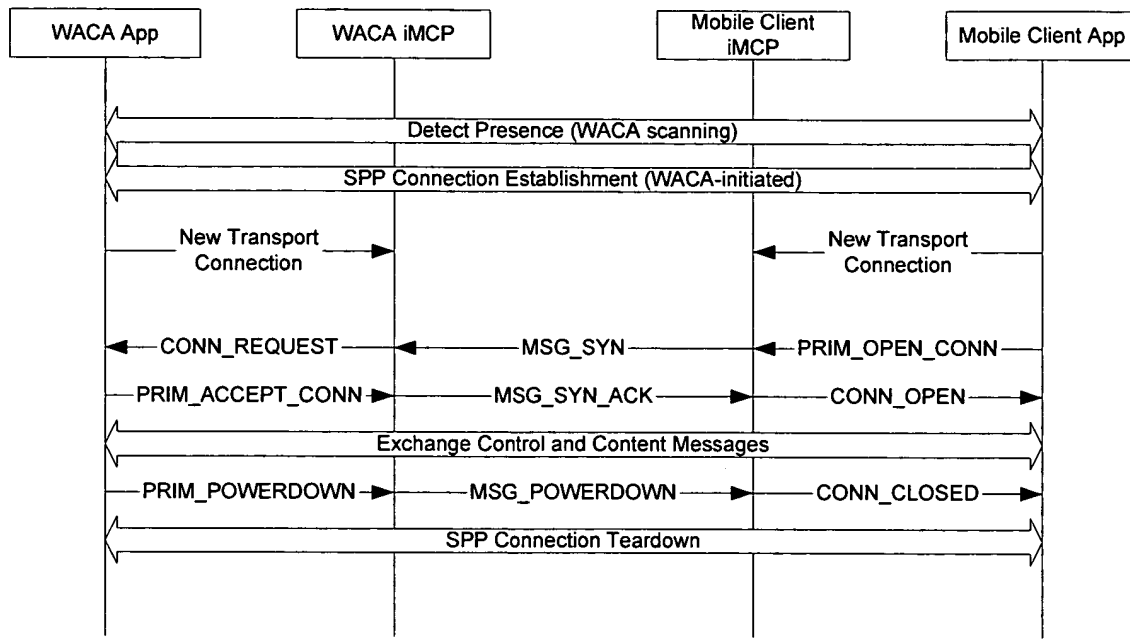 WACA App
WACA iMCP
Mobile Client
iMCP
Mobile Client App
Detect Presence (WACA scanning)
SPP Connection Establishment (WACA-initiated)
New Transport
Connection
New Transport
Connection
CONN_REQUEST
MSG_SYN
PRIM_OPEN_CONN
PRIM_ACCEPT_CONN
MSG_SYN_ACK
CONN_OPEN
Exchange Control and Content Messages
PRIM_POWERDOWN
MSG_POWERDOWN
CONN_CLOSED
SPP Connection Teardown